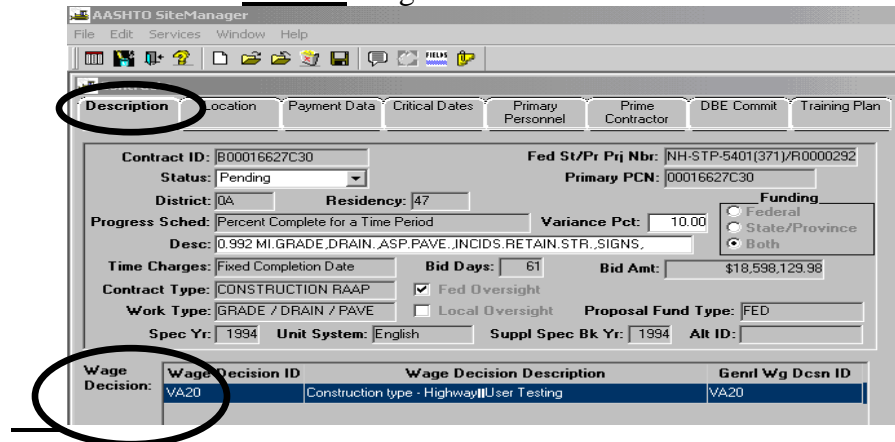 AASHTO SiteManager
File Edit Services Window Help
FIELDS
Description Location Payment Data Critical Dates Primary Personnel Prime Contractor DBE Commit Training Plan
Contract ID: B00016627C30 Fed St/Pr Prj Nbr: NH-STP-5401(371)/R0000292
Status: Pending Primary PCN: 00016627C30
District: 0A Residency: 47 Funding
Progress Sched: Percent Complete for a Time Period Variance Pct: 10.00 Federal
State/Province
Desc: 0.992 MI.GRADE,DRAIN.,ASP.PAVE.,INCIDS.RETAIN.STR.,SIGNS, Both
Time Charges: Fixed Completion Date Bid Days: 61 Bid Amt: $18,598,129.98
Contract Type: CONSTRUCTION RAAP Fed Oversight
Work Type: GRADE / DRAIN / PAVE Local Oversight Proposal Fund Type: FED
Spec Yr: 1994 Unit System: English Suppl Spec Bk Yr: 1994 Alt ID:
Wage Decision: Wage Decision ID Wage Decision Description Genrl Wg Dcsn ID
VA20 Construction type - Highway||User Testing VA20